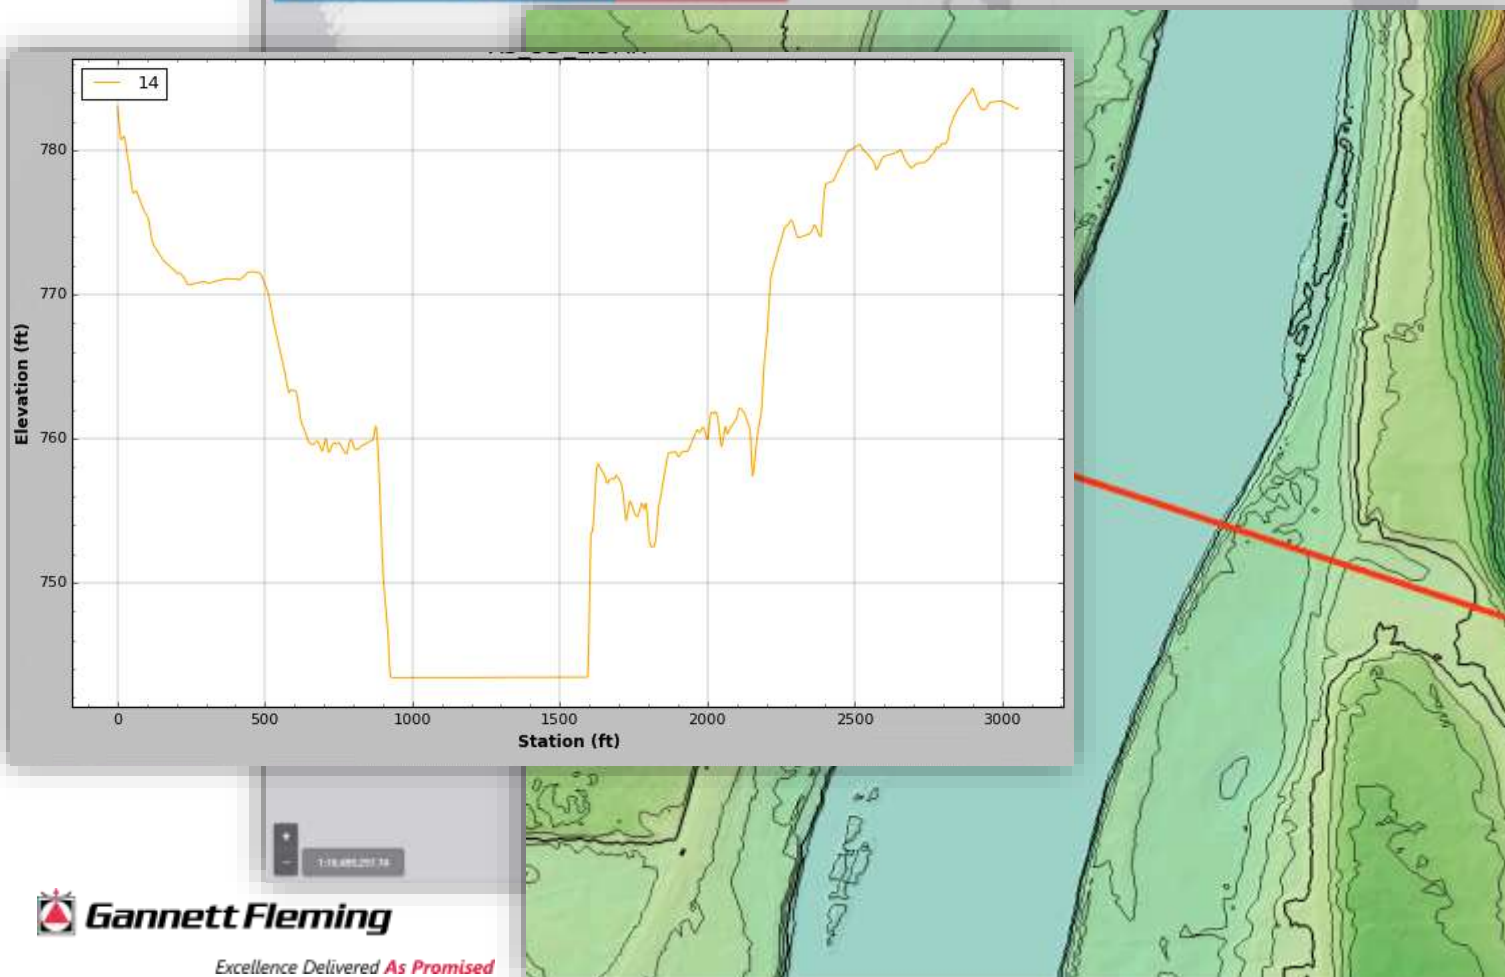 14
780
770
760
750
Elevation (ft)
0 500 1000 1500 2000 2500 3000
Station (ft)
+
-
Gannett Fleming
Excellence Delivered As Promised